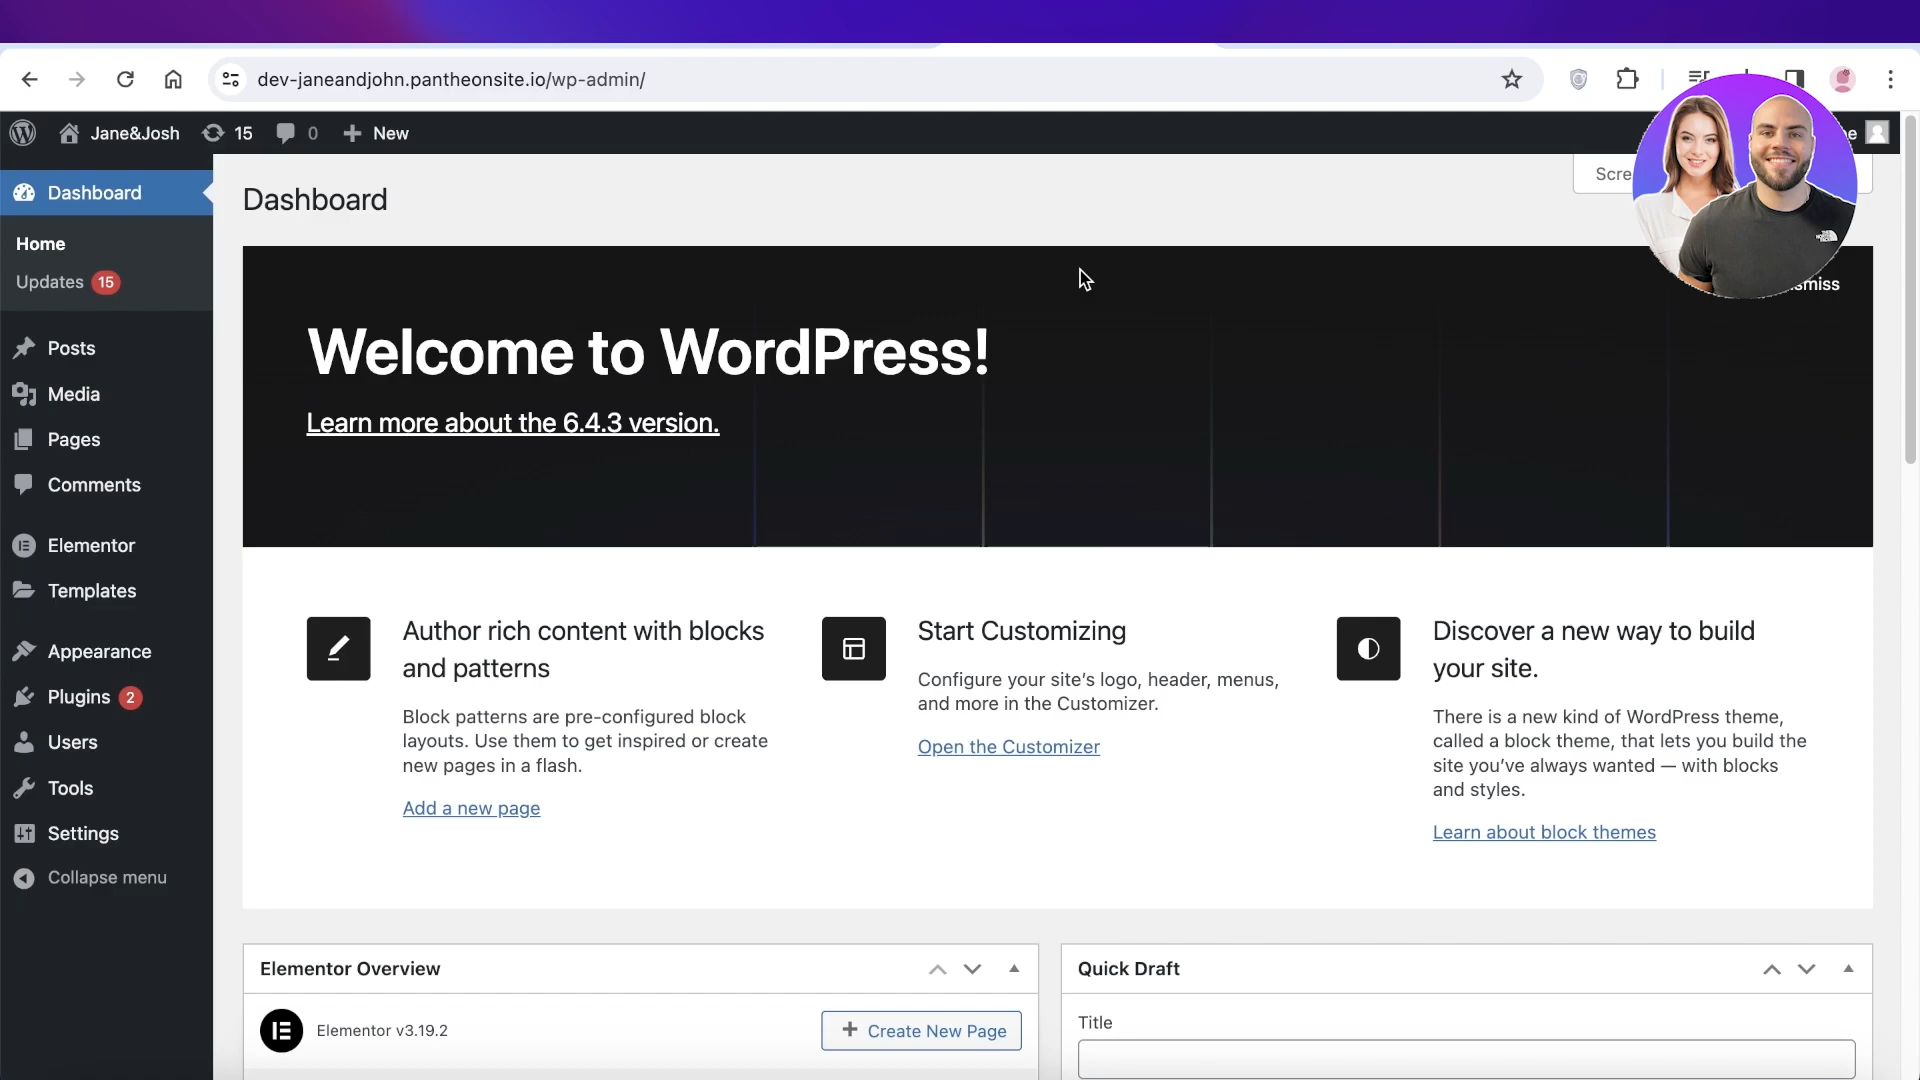 dev-janeandjohn.pantheonsite.io/wp-admin/
Jane&Josh
15
0
New
Dashboard
Home
Updates 15
Posts
Media
Pages
Comments
Elementor
Templates
Appearance
Plugins 2
Users
Tools
Settings
Collapse menu
Dashboard
Welcome to WordPress!
Learn more about the 6.4.3 version.
Author rich content with blocks
and patterns
Block patterns are pre-configured block
layouts. Use them to get inspired or create
new pages in a flash.
Add a new page
Start Customizing
Configure your site's logo, header, menus,
and more in the Customizer.
Open the Customizer
Discover a new way to build
your site.
There is a new kind of WordPress theme,
called a block theme, that lets you build the
site you've always wanted — with blocks
and styles.
Learn about block themes
Elementor Overview
Elementor v3.19.2
Create New Page
Quick Draft
Title